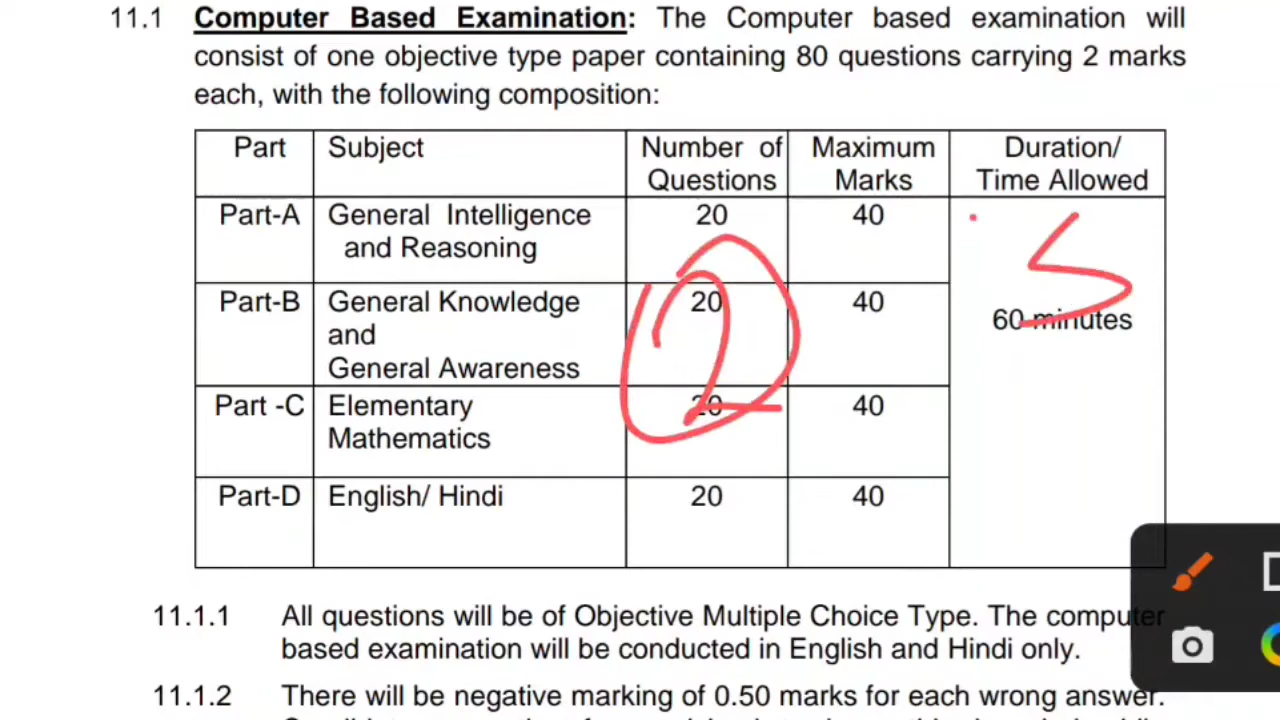 11.1 Computer Based Examination: The Computer based examination will
consist of one objective type paper containing 80 questions carrying 2 marks
each, with the following composition:
Part Subject Number of Questions Maximum Marks Duration/ Time Allowed
Part-A General Intelligence and Reasoning 20 40 60 minutes
Part-B General Knowledge and General Awareness 20 40
Part -C Elementary Mathematics 20 40
Part-D English/ Hindi 20 40
2
5
11.1.1 All questions will be of Objective Multiple Choice Type. The computer
based examination will be conducted in English and Hindi only.
11.1.2 There will be negative marking of 0.50 marks for each wrong answer.